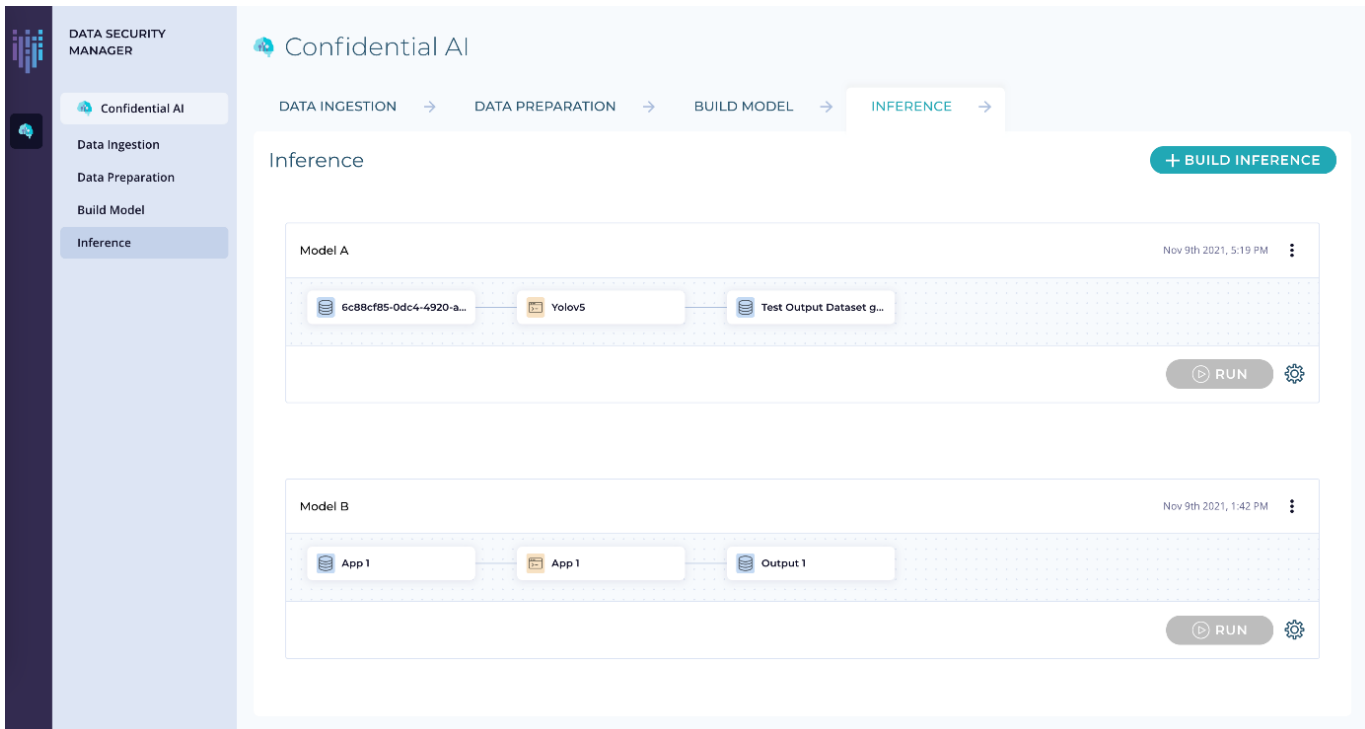 DATA SECURITY
MANAGER
Confidential AI
Data Ingestion
Data Preparation
Build Model
Inference
Confidential AI
DATA INGESTION → DATA PREPARATION → BUILD MODEL → INFERENCE →
Inference
+ BUILD INFERENCE
Model A
Nov 9th 2021, 5:19 PM
6c88cf85-0dc4-4920-a...
Yolov5
Test Output Dataset g...
RUN
Model B
Nov 9th 2021, 1:42 PM
App 1
App 1
Output 1
RUN